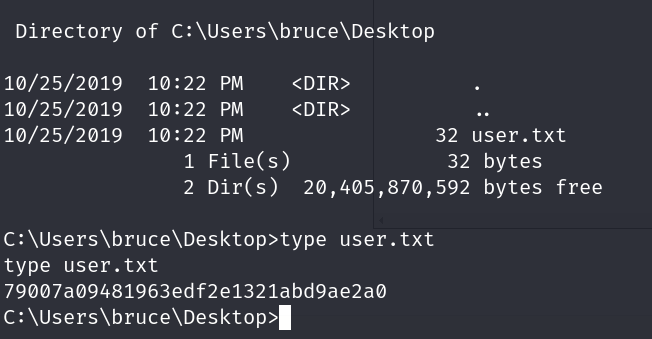 Directory of C:\Users\bruce\Desktop
10/25/2019  10:22 PM    <DIR>          .
10/25/2019  10:22 PM    <DIR>          ..
10/25/2019  10:22 PM                32 user.txt
               1 File(s)             32 bytes
               2 Dir(s)  20,405,870,592 bytes free
C:\Users\bruce\Desktop>type user.txt
type user.txt
79007a09481963edf2e1321abd9ae2a0
C:\Users\bruce\Desktop>